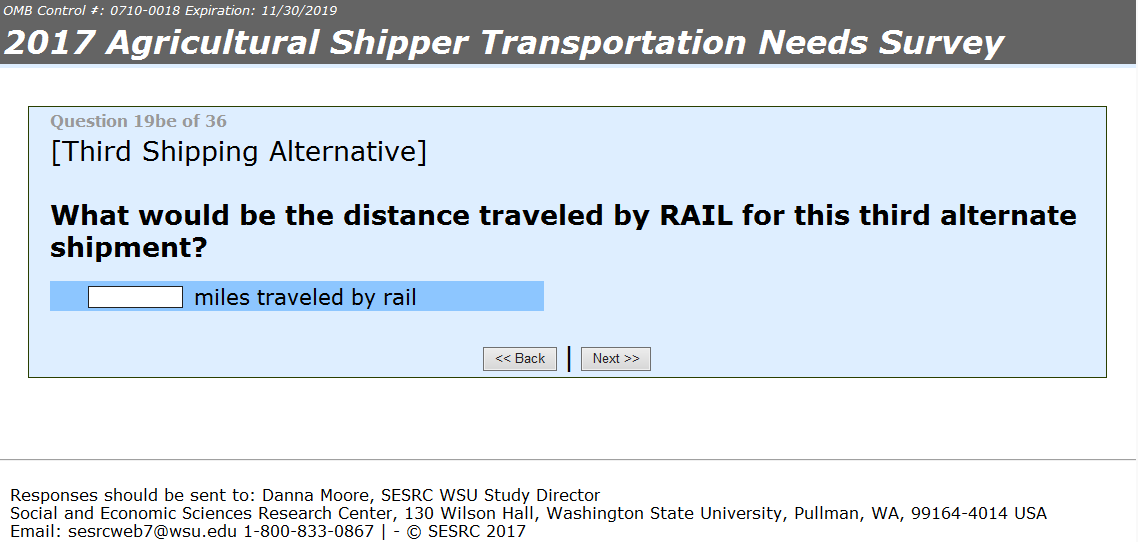 OMB Control #: 0710-0018 Expiration: 11/30/2019
2017 Agricultural Shipper Transportation Needs Survey
Question 19be of 36
[Third Shipping Alternative]
What would be the distance traveled by RAIL for this third alternate
shipment?
miles traveled by rail
<< Back | Next >>
Responses should be sent to: Danna Moore, SESRC WSU Study Director
Social and Economic Sciences Research Center, 130 Wilson Hall, Washington State University, Pullman, WA, 99164-4014 USA
Email: sesrcweb7@wsu.edu 1-800-833-0867 | - © SESRC 2017